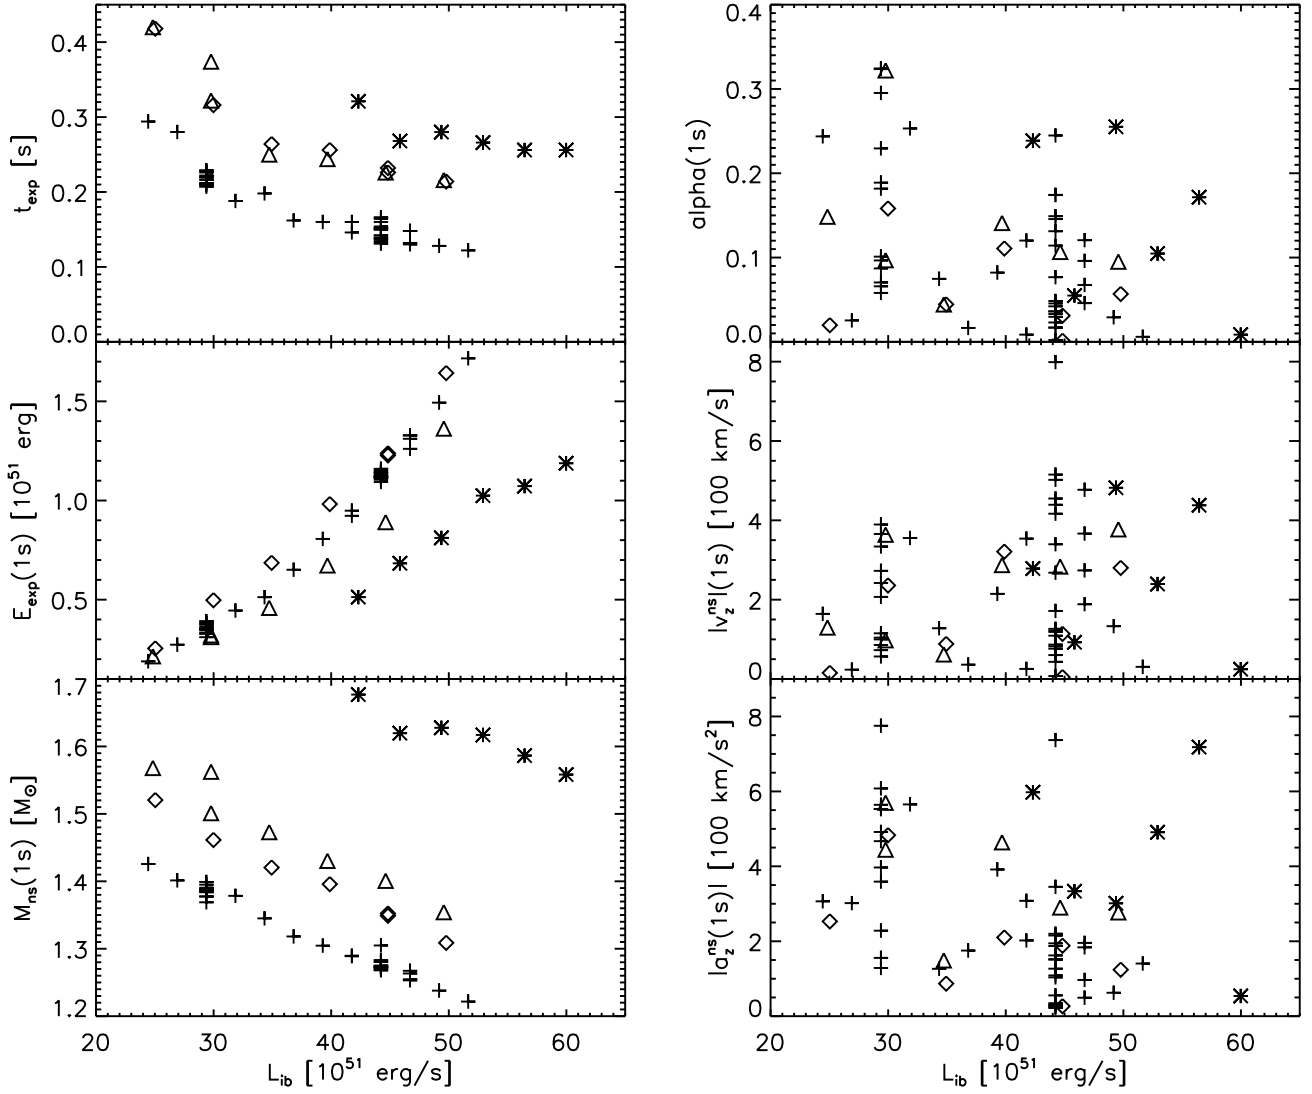 0.4
0.3
0.2
0.1
0.0
t_exp [s]
1.5
1.0
0.5
E_exp(1s) [10^51 erg]
1.7
1.6
1.5
1.4
1.3
1.2
M_ns(1s) [M_⊙]
20 30 40 50 60
L_ib [10^51 erg/s]
0.4
0.3
0.2
0.1
0.0
alpha(1s)
8
6
4
2
0
|v_z^ns|(1s) [100 km/s]
8
6
4
2
0
|a_z^ns(1s)| [100 km/s^2]
20 30 40 50 60
L_ib [10^51 erg/s]